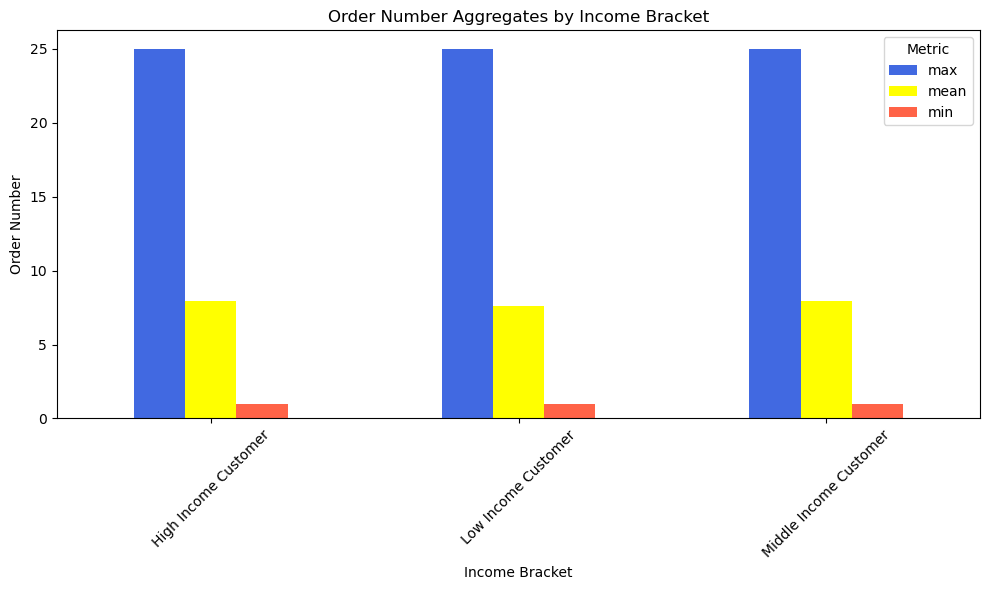 Order Number Aggregates by Income Bracket
Metric
max
mean
min
Order Number
25
20
15
10
5
0
High Income Customer
Low Income Customer
Middle Income Customer
Income Bracket